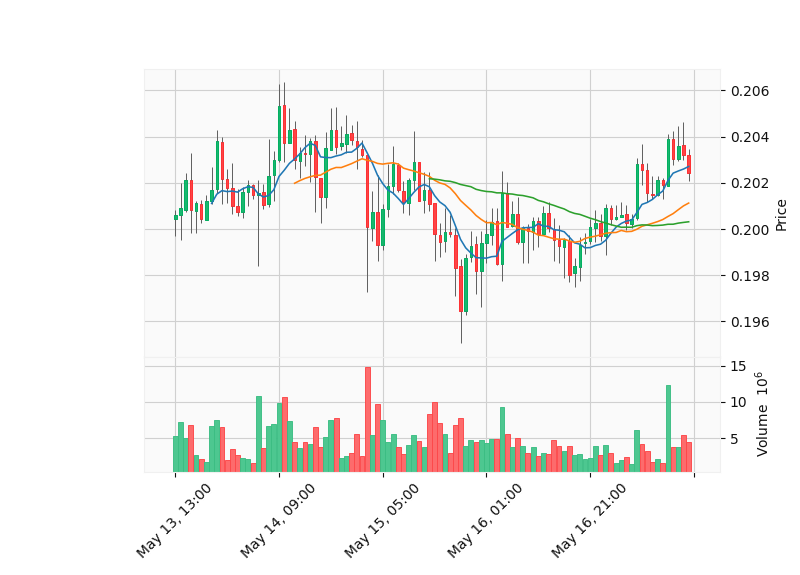 0.206
0.204
0.202
0.200
0.198
0.196
Price
15
10
5
Volume 10^6
May 13, 13:00
May 14, 09:00
May 15, 05:00
May 16, 01:00
May 16, 21:00